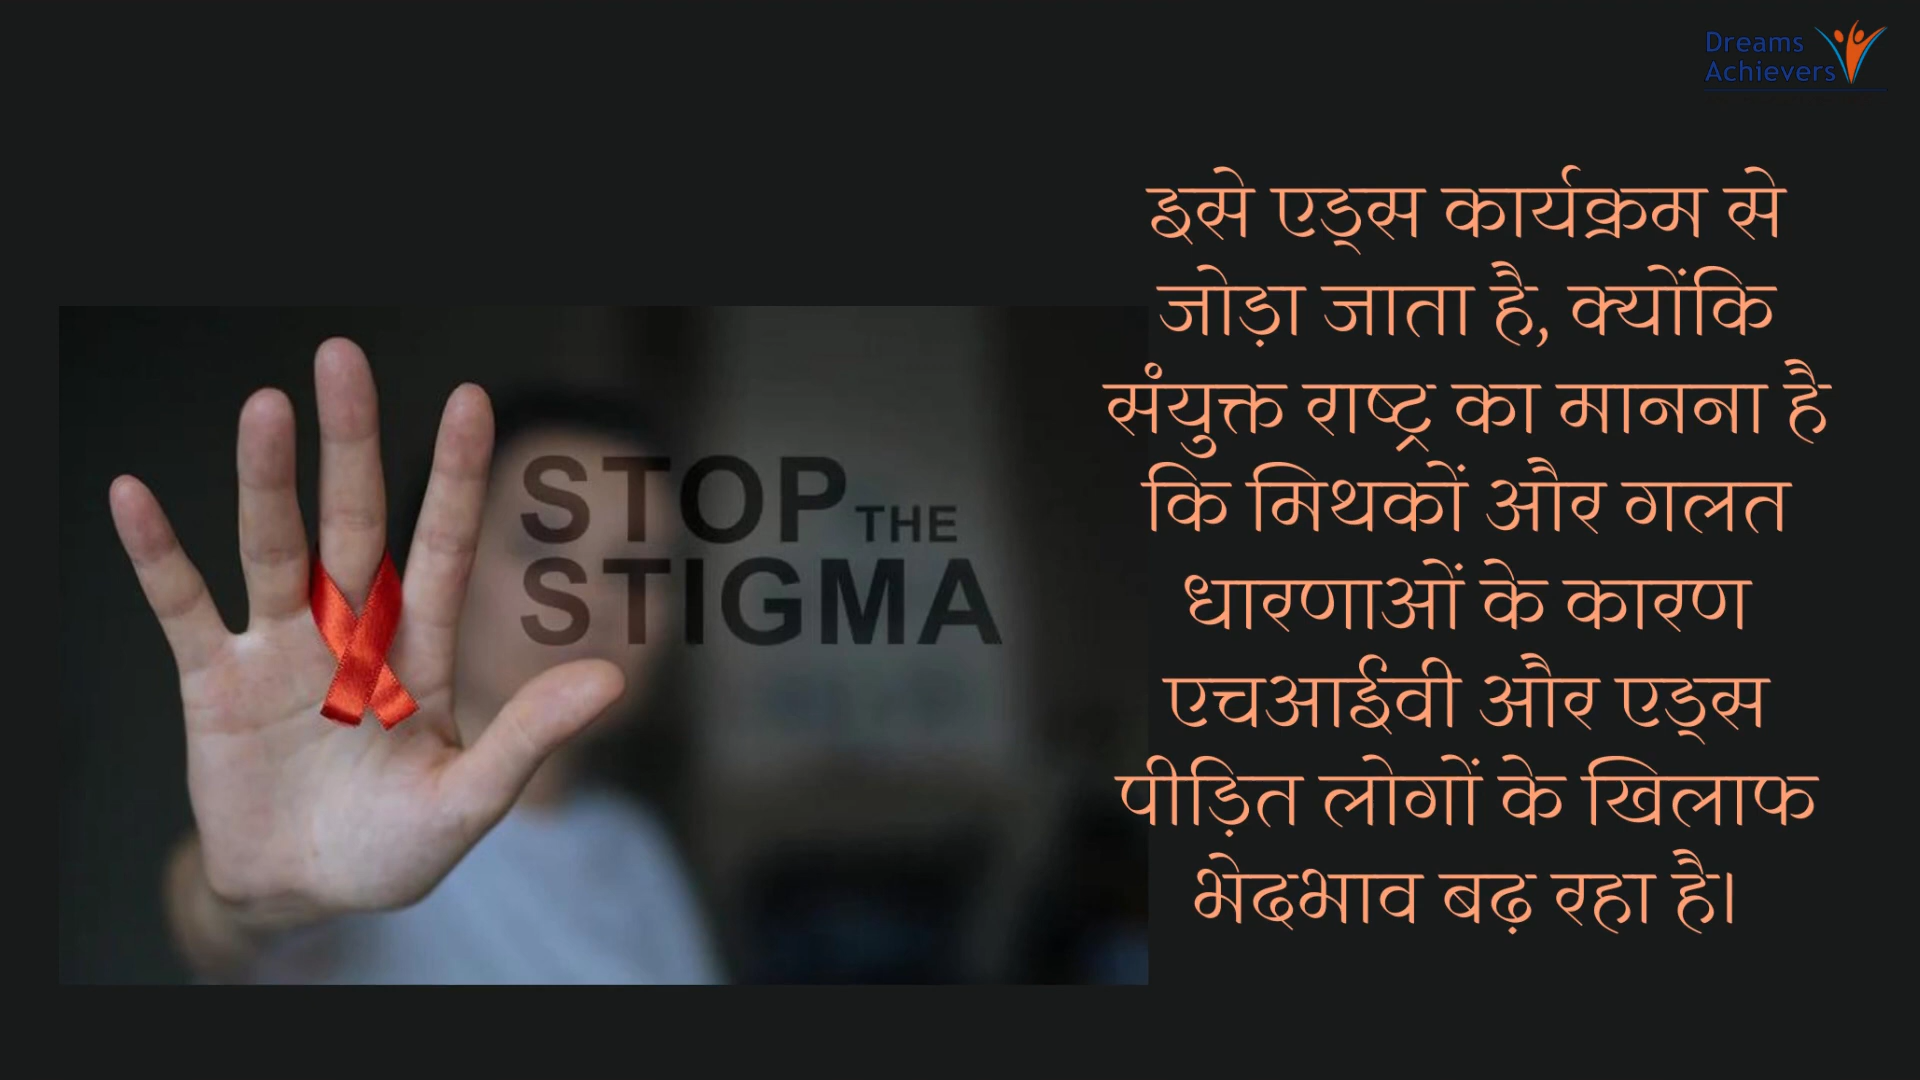 Dreams
Achievers
इसे एड्स कार्यक्रम से
जोड़ा जाता है, क्योंकि
संयुक्त राष्ट्र का मानना है
कि मिथकों और गलत
धारणाओं के कारण
एचआईवी और एड्स
पीड़ित लोगों के खिलाफ
भेदभाव बढ़ रहा है।
STOP THE
STIGMA